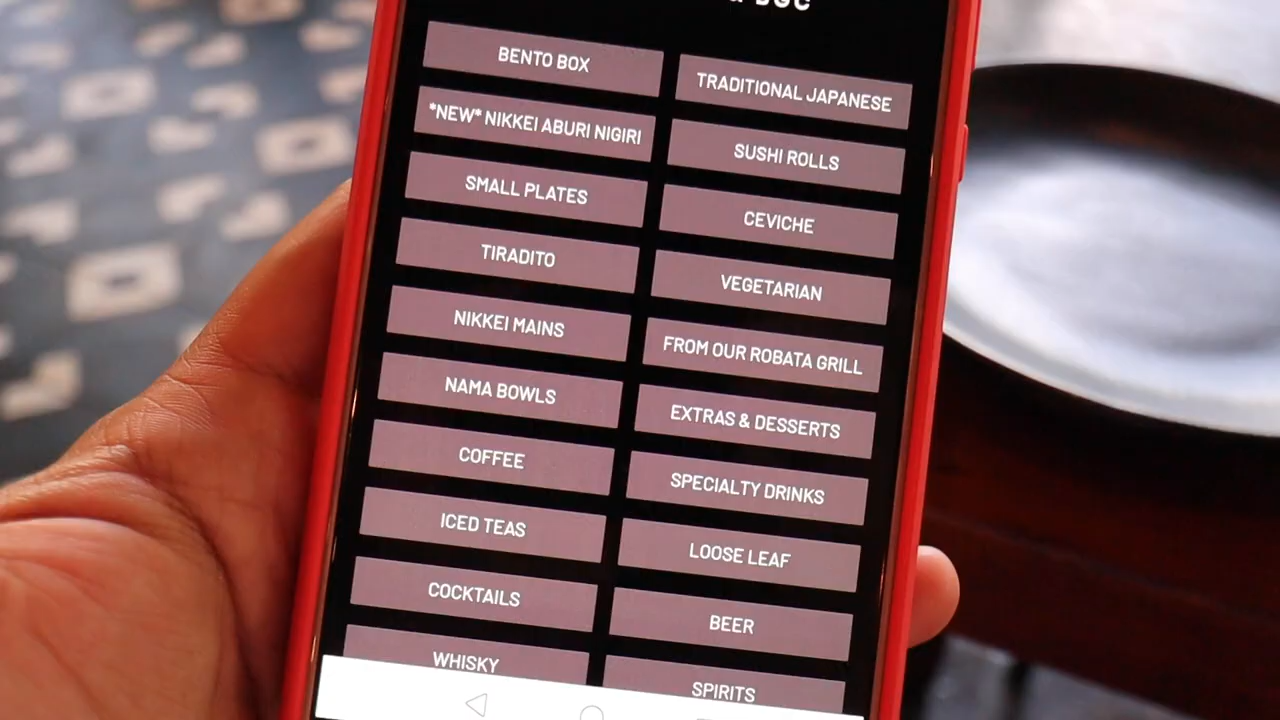 BGC
BENTO BOX
TRADITIONAL JAPANESE
*NEW* NIKKEI ABURI NIGIRI
SUSHI ROLLS
SMALL PLATES
CEVICHE
TIRADITO
VEGETARIAN
NIKKEI MAINS
FROM OUR ROBATA GRILL
NAMA BOWLS
EXTRAS & DESSERTS
COFFEE
SPECIALTY DRINKS
ICED TEAS
LOOSE LEAF
COCKTAILS
BEER
WHISKY
SPIRITS